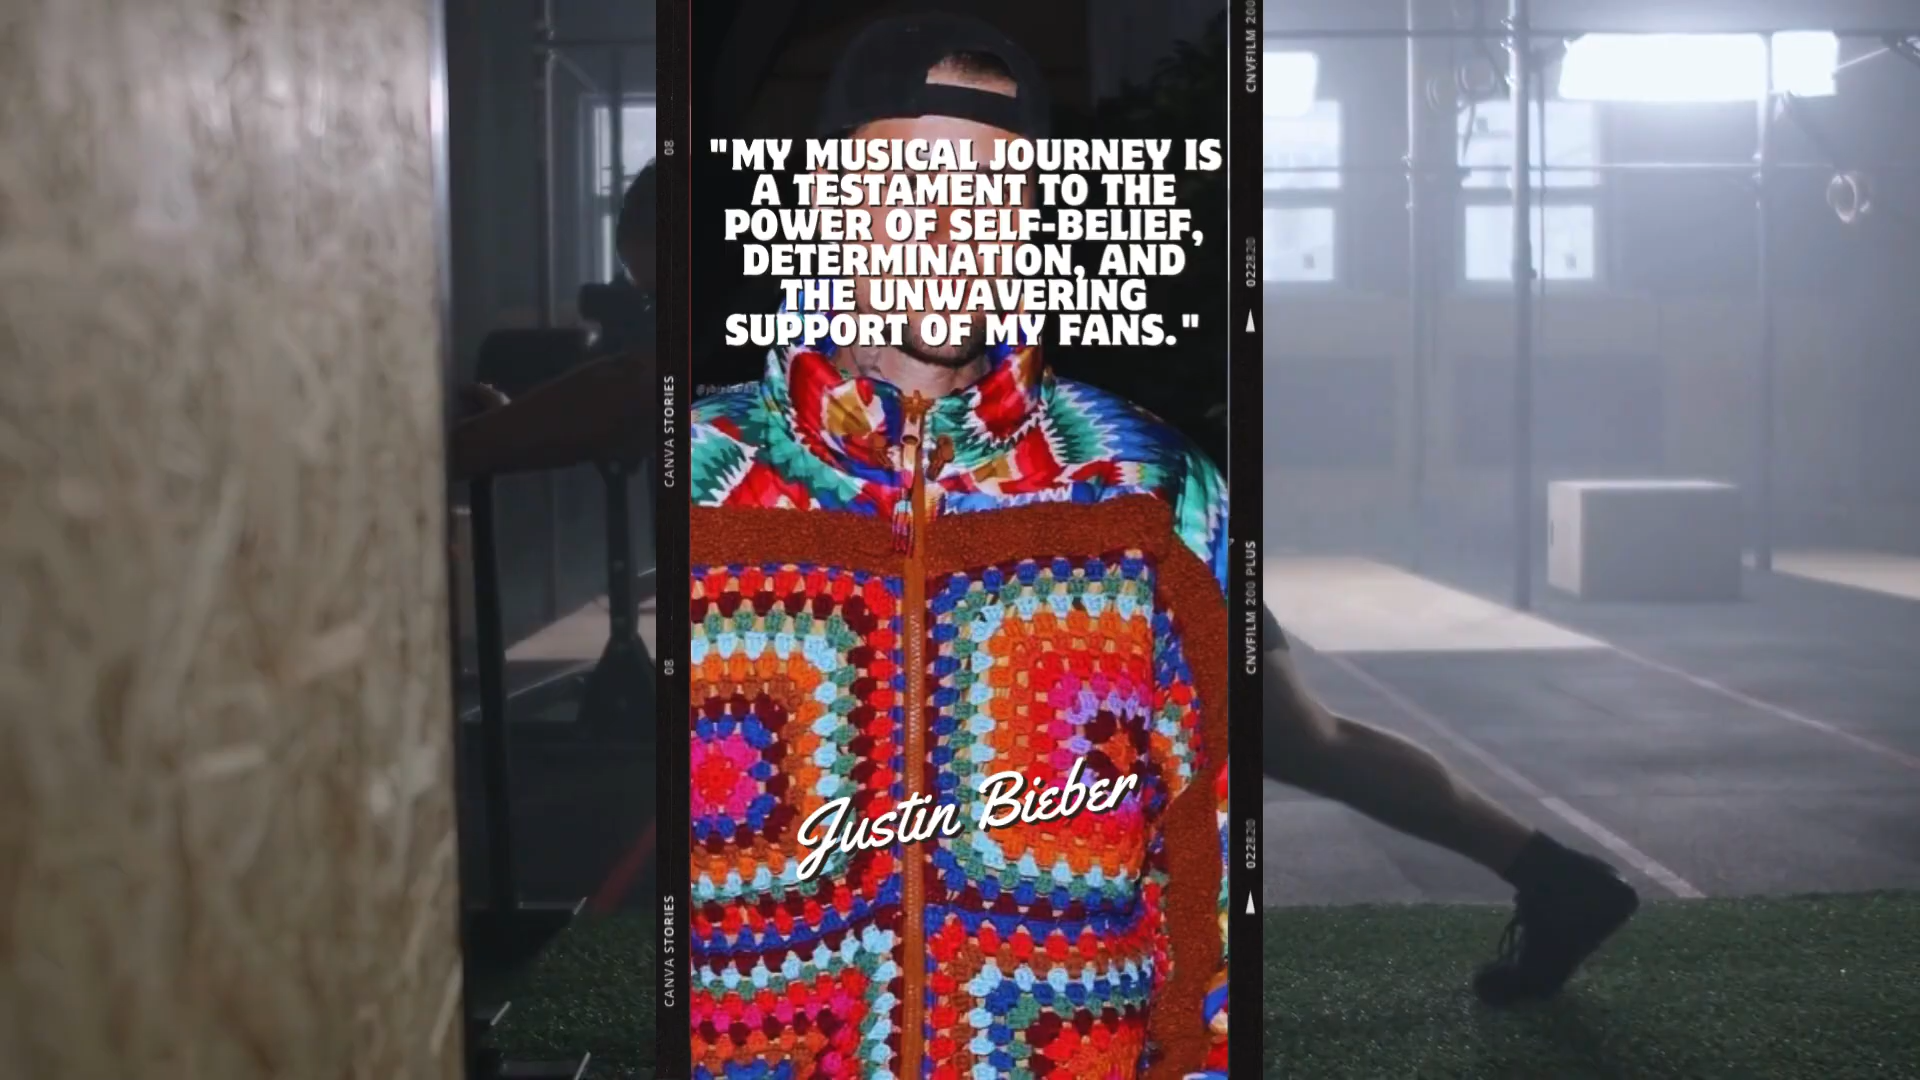 "MY MUSICAL JOURNEY IS
A TESTAMENT TO THE
POWER OF SELF-BELIEF,
DETERMINATION, AND
THE UNWAVERING
SUPPORT OF MY FANS."
Justin Bieber
08
CANVA STORIES
08
CANVA STORIES
CNVFILM 200
022820
CNVFILM 200 PLUS
022820